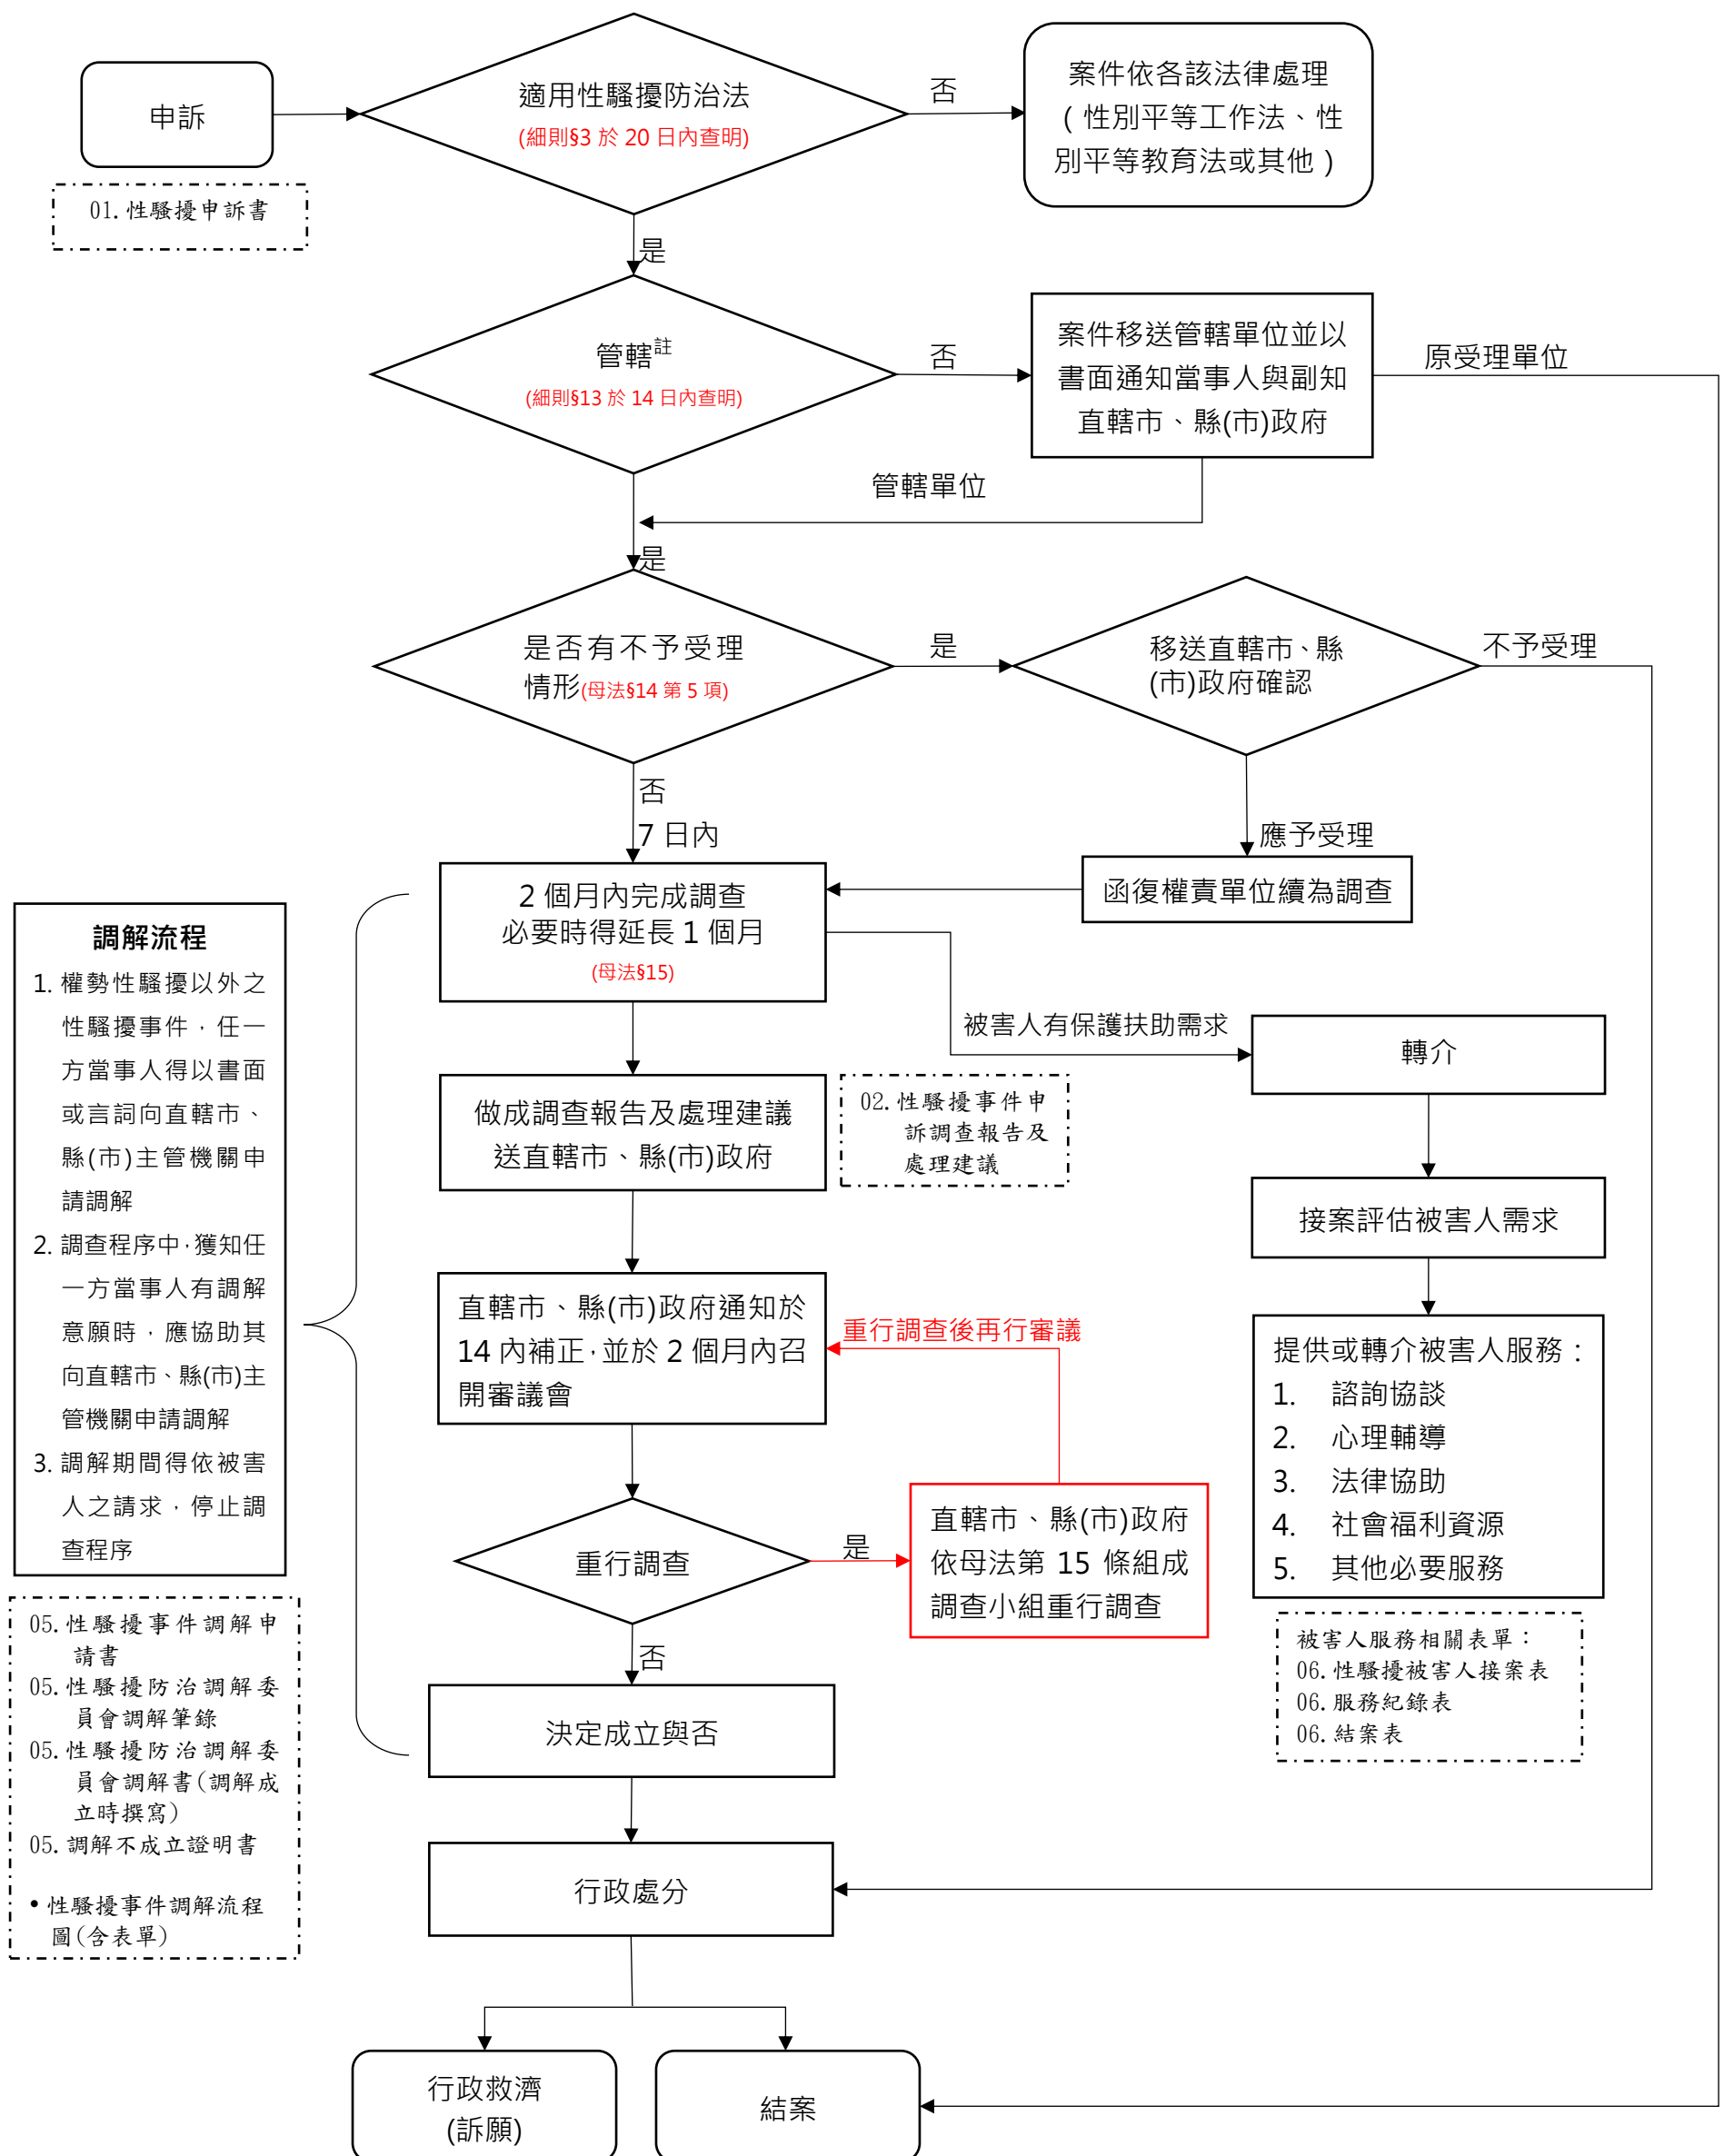 申訴
01.性騷擾申訴書
適用性騷擾防治法
(細則§3 於 20 日內查明)
否
案件依各該法律處理
(性別平等工作法、性
別平等教育法或其他)
是
管轄註
(細則§13 於 14 日內查明)
否
案件移送管轄單位並以
書面通知當事人與副知
直轄市、縣(市)政府
原受理單位
管轄單位
是
是否有不予受理
情形(母法§14 第 5 項)
是
移送直轄市、縣
(市)政府確認
不予受理
否
7 日內
應予受理
函復權責單位續為調查
2 個月內完成調查
必要時得延長 1 個月
(母法§15)
被害人有保護扶助需求
轉介
做成調查報告及處理建議
送直轄市、縣(市)政府
02.性騷擾事件申
訴調查報告及
處理建議
接案評估被害人需求
直轄市、縣(市)政府通知於
14 內補正,並於 2 個月內召
開審議會
重行調查後再行審議
提供或轉介被害人服務：
1. 諮詢協談
2. 心理輔導
3. 法律協助
4. 社會福利資源
5. 其他必要服務
重行調查
是
直轄市、縣(市)政府
依母法第 15 條組成
調查小組重行調查
否
被害人服務相關表單：
06.性騷擾被害人接案表
06.服務紀錄表
06.結案表
決定成立與否
行政處分
行政救濟
(訴願)
結案
調解流程
1. 權勢性騷擾以外之
性騷擾事件，任一
方當事人得以書面
或言詞向直轄市、
縣(市)主管機關申
請調解
2. 調查程序中,獲知任
一方當事人有調解
意願時，應協助其
向直轄市、縣(市)主
管機關申請調解
3. 調解期間得依被害
人之請求，停止調
查程序
05.性騷擾事件調解申
請書
05.性騷擾防治調解委
員會調解筆錄
05.性騷擾防治調解委
員會調解書(調解成
立時撰寫)
05.調解不成立證明書
•性騷擾事件調解流程
圖(含表單)